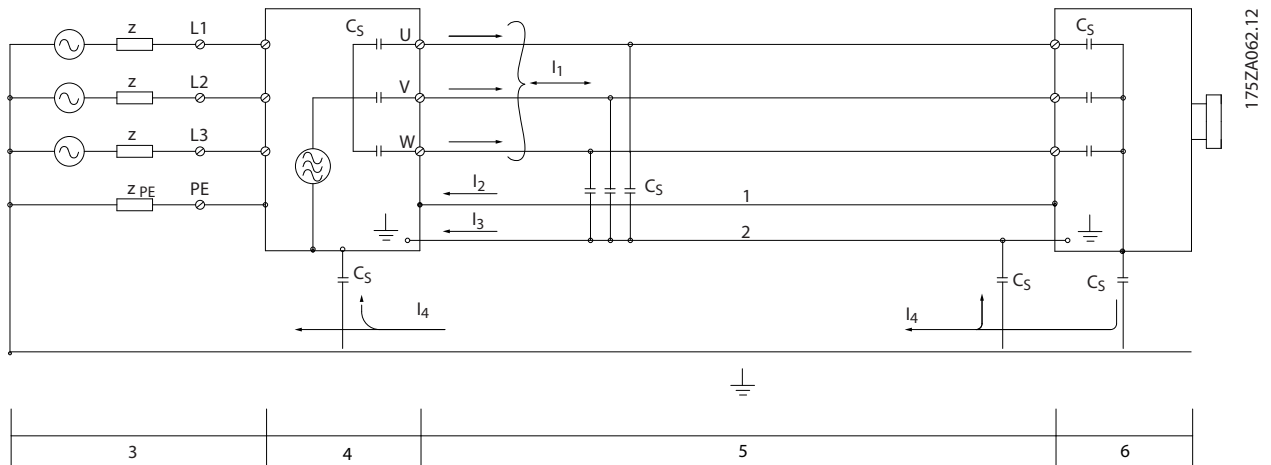 z L1
C_S U
C_S
I_1
z L2
V
z L3
W
z_PE PE
I_2
C_S
1
I_3
2
C_S
C_S
C_S
I_4
I_4
3
4
5
6
175ZA062.12